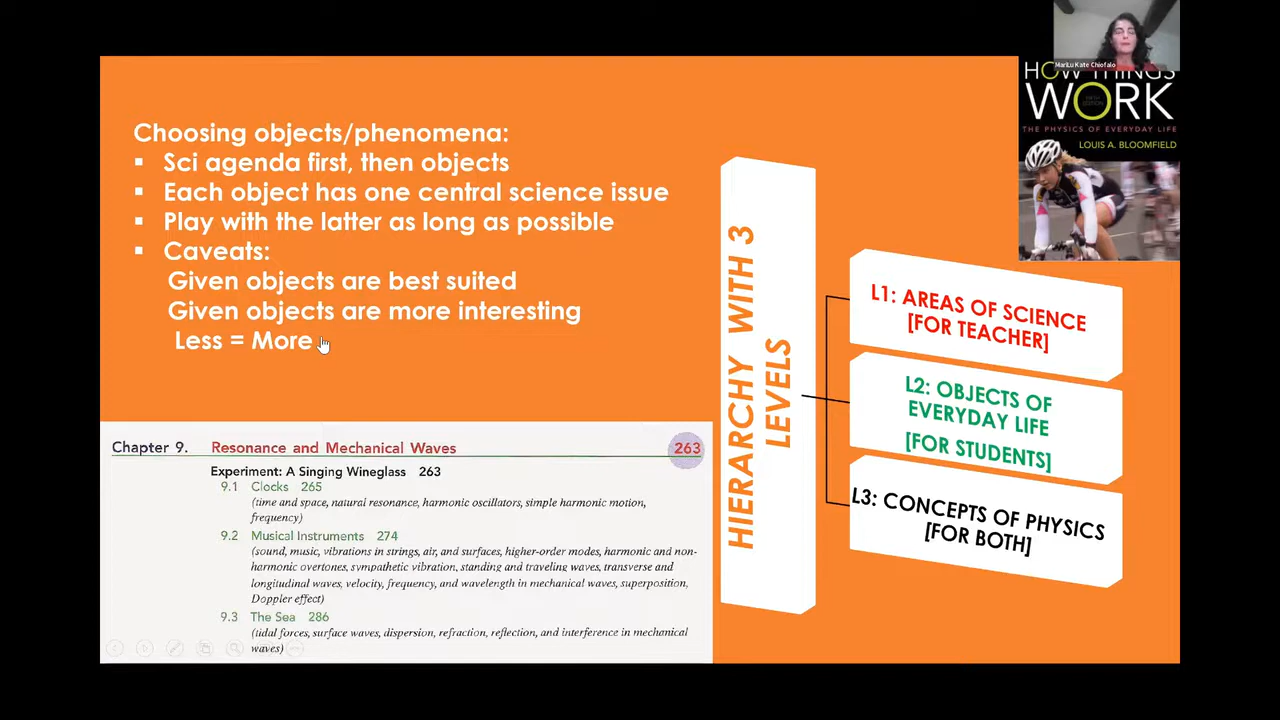 MariLu Kate Chiofalo
HOW THINGS
WORK
THE PHYSICS OF EVERYDAY LIFE
LOUIS A. BLOOMFIELD
Choosing objects/phenomena:
▪ Sci agenda first, then objects
▪ Each object has one central science issue
▪ Play with the latter as long as possible
▪ Caveats:
Given objects are best suited
Given objects are more interesting
Less = More
HIERARCHY WITH 3
LEVELS
L1: AREAS OF SCIENCE
[FOR TEACHER]
L2: OBJECTS OF
EVERYDAY LIFE
[FOR STUDENTS]
L3: CONCEPTS OF PHYSICS
[FOR BOTH]
Chapter 9. Resonance and Mechanical Waves 263
Experiment: A Singing Wineglass 263
9.1 Clocks 265
(time and space, natural resonance, harmonic oscillators, simple harmonic motion,
frequency)
9.2 Musical Instruments 274
(sound, music, vibrations in strings, air, and surfaces, higher-order modes, harmonic and non-
harmonic overtones, sympathetic vibration, standing and traveling waves, transverse and
longitudinal waves, velocity, frequency, and wavelength in mechanical waves, superposition,
Doppler effect)
9.3 The Sea 286
(tidal forces, surface waves, dispersion, refraction, reflection, and interference in mechanical
waves)